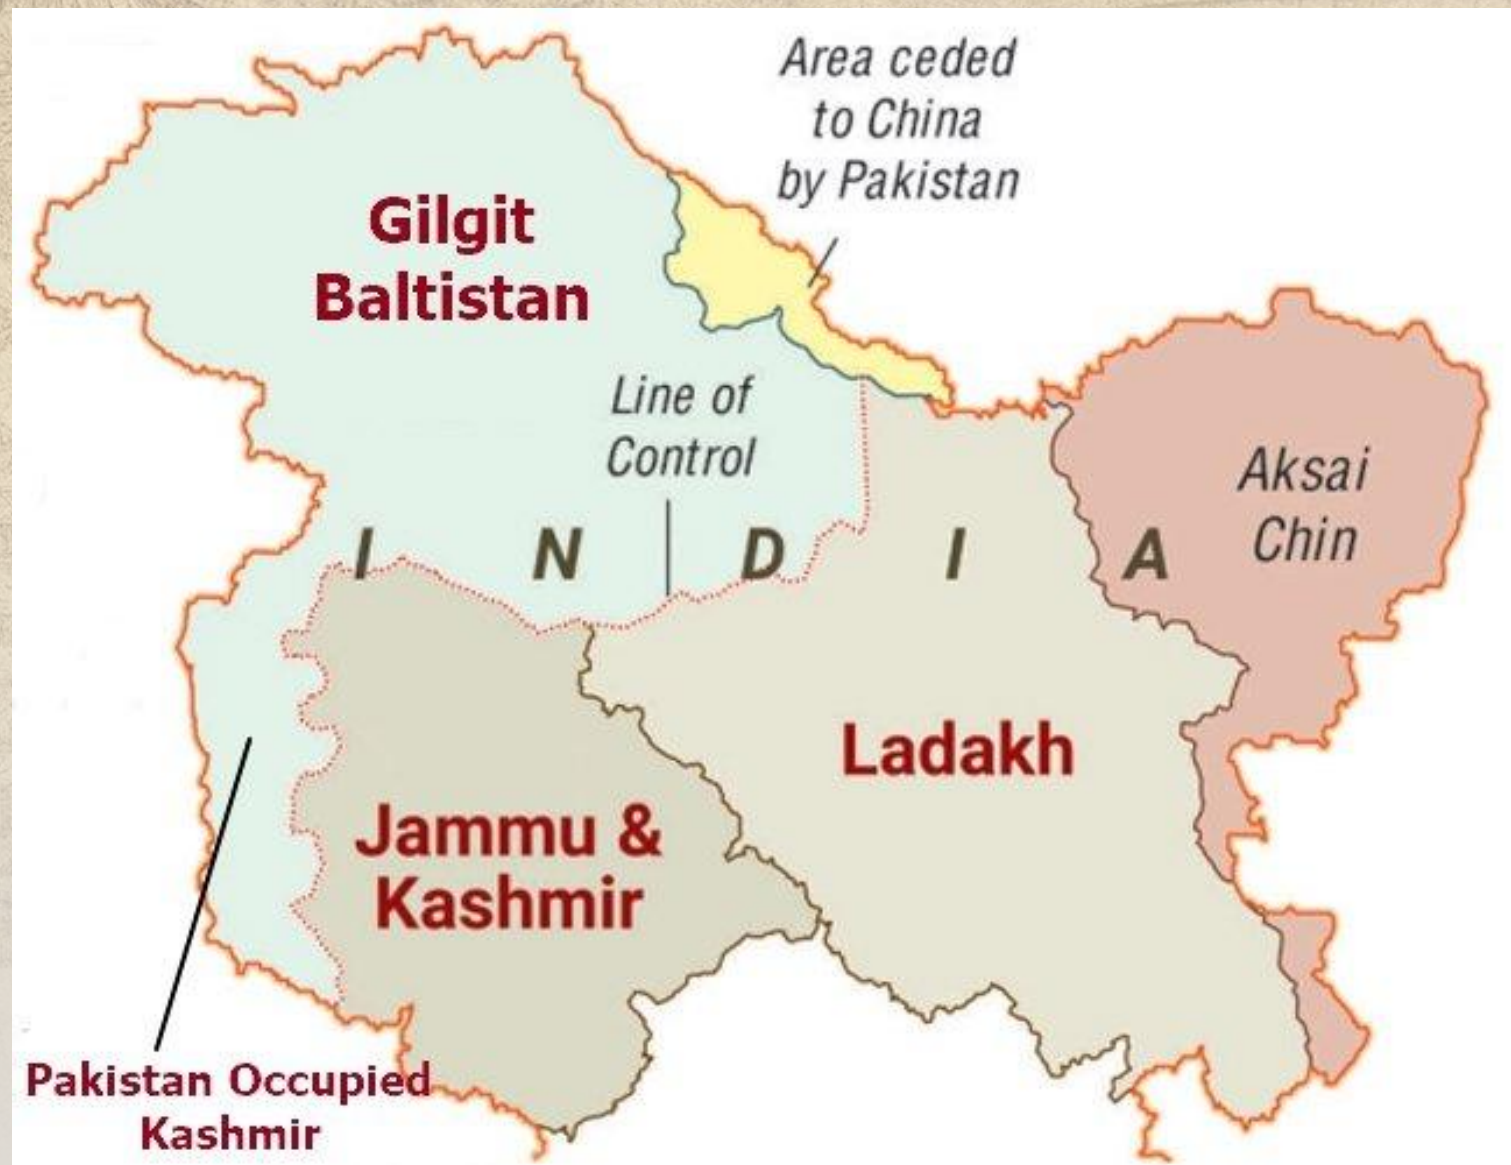 Area ceded
to China
by Pakistan
Gilgit
Baltistan
Line of
Control
Aksai
Chin
I N D I A
Ladakh
Jammu &
Kashmir
Pakistan Occupied
Kashmir